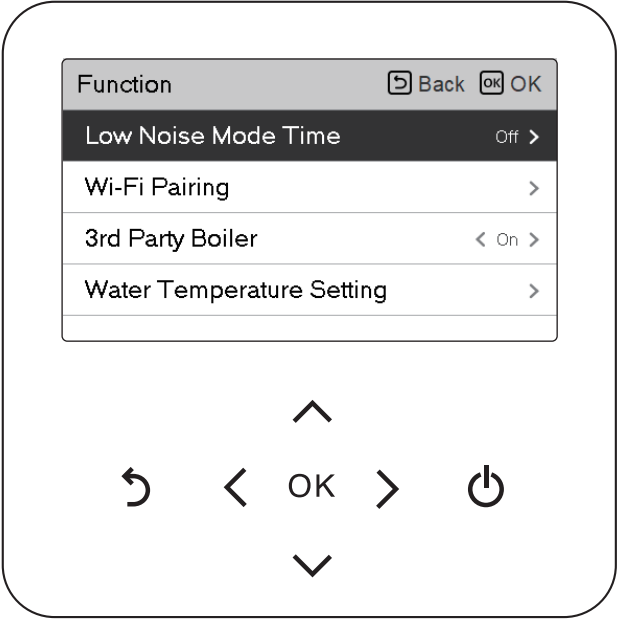 Function Back OK OK
Low Noise Mode Time Off >
Wi-Fi Pairing >
3rd Party Boiler < On >
Water Temperature Setting >
OK